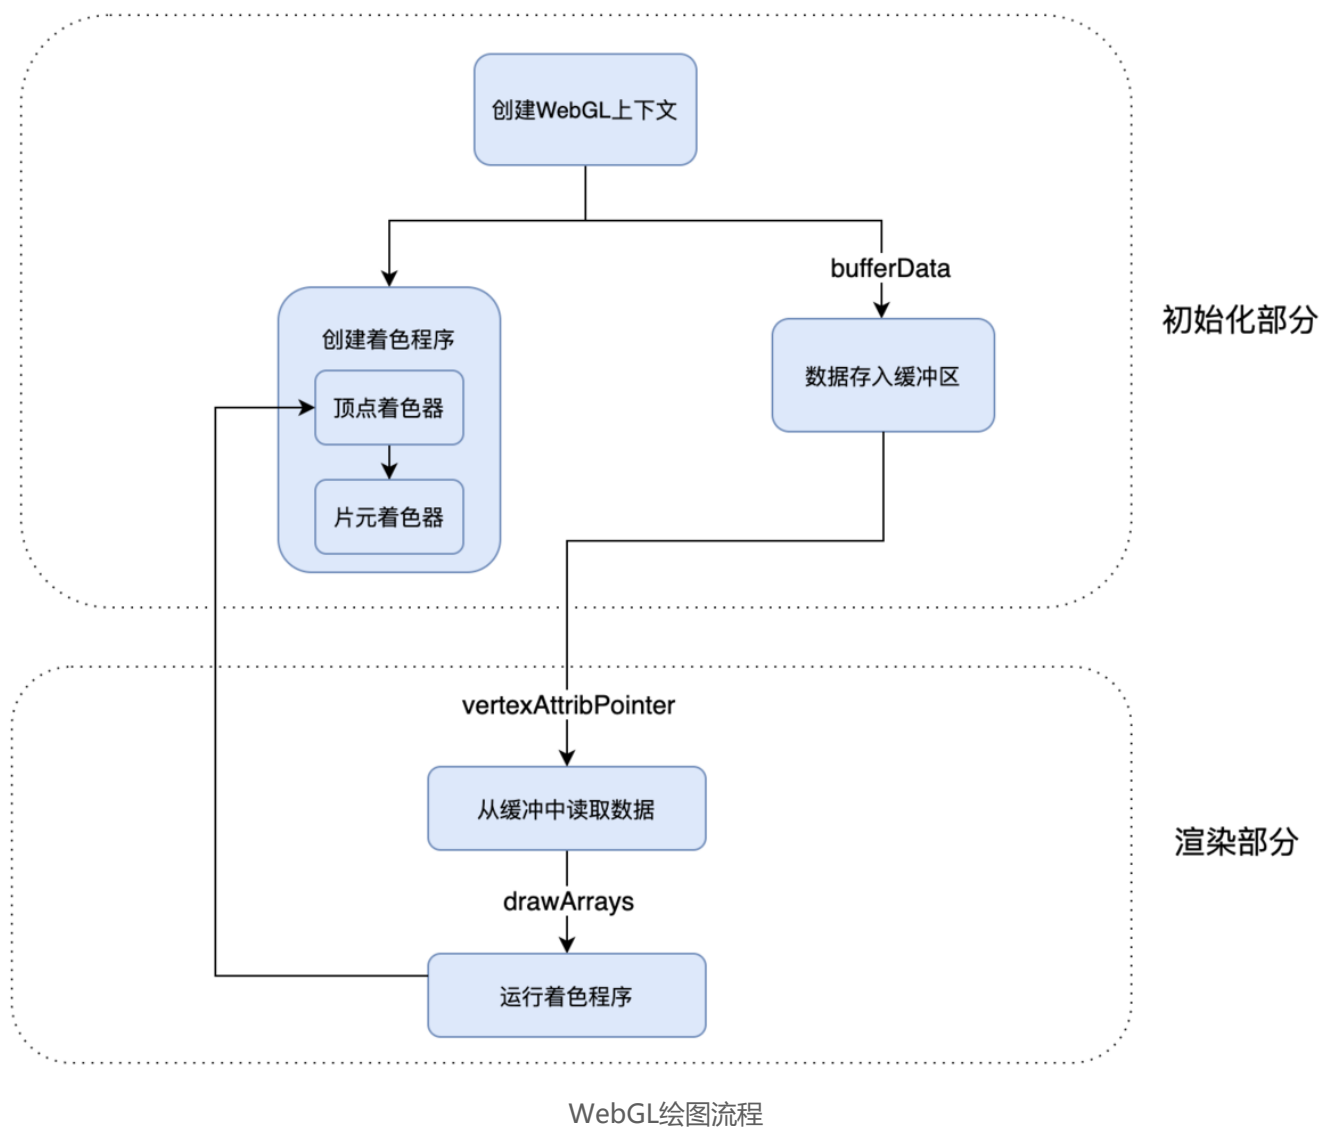 创建WebGL上下文
bufferData
初始化部分
创建着色程序
数据存入缓冲区
顶点着色器
片元着色器
vertexAttribPointer
从缓冲中读取数据
渲染部分
drawArrays
运行着色程序
WebGL绘图流程